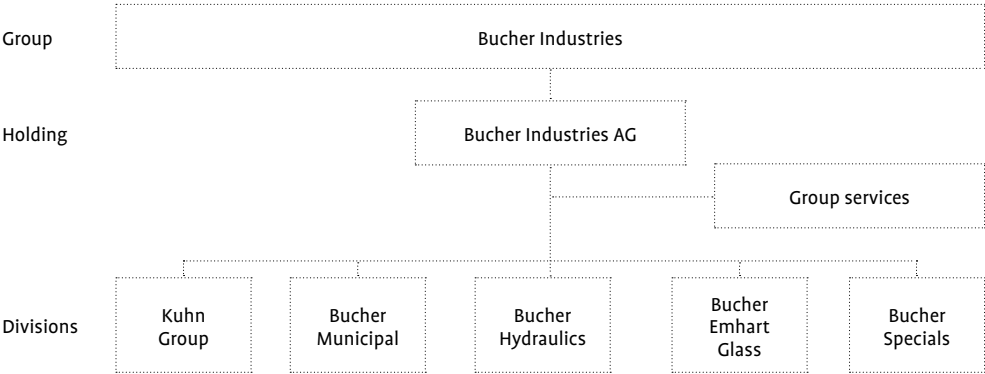 Group
Bucher Industries
Holding
Bucher Industries AG
Group services
Divisions
Kuhn
Group
Bucher
Municipal
Bucher
Hydraulics
Bucher
Emhart
Glass
Bucher
Specials